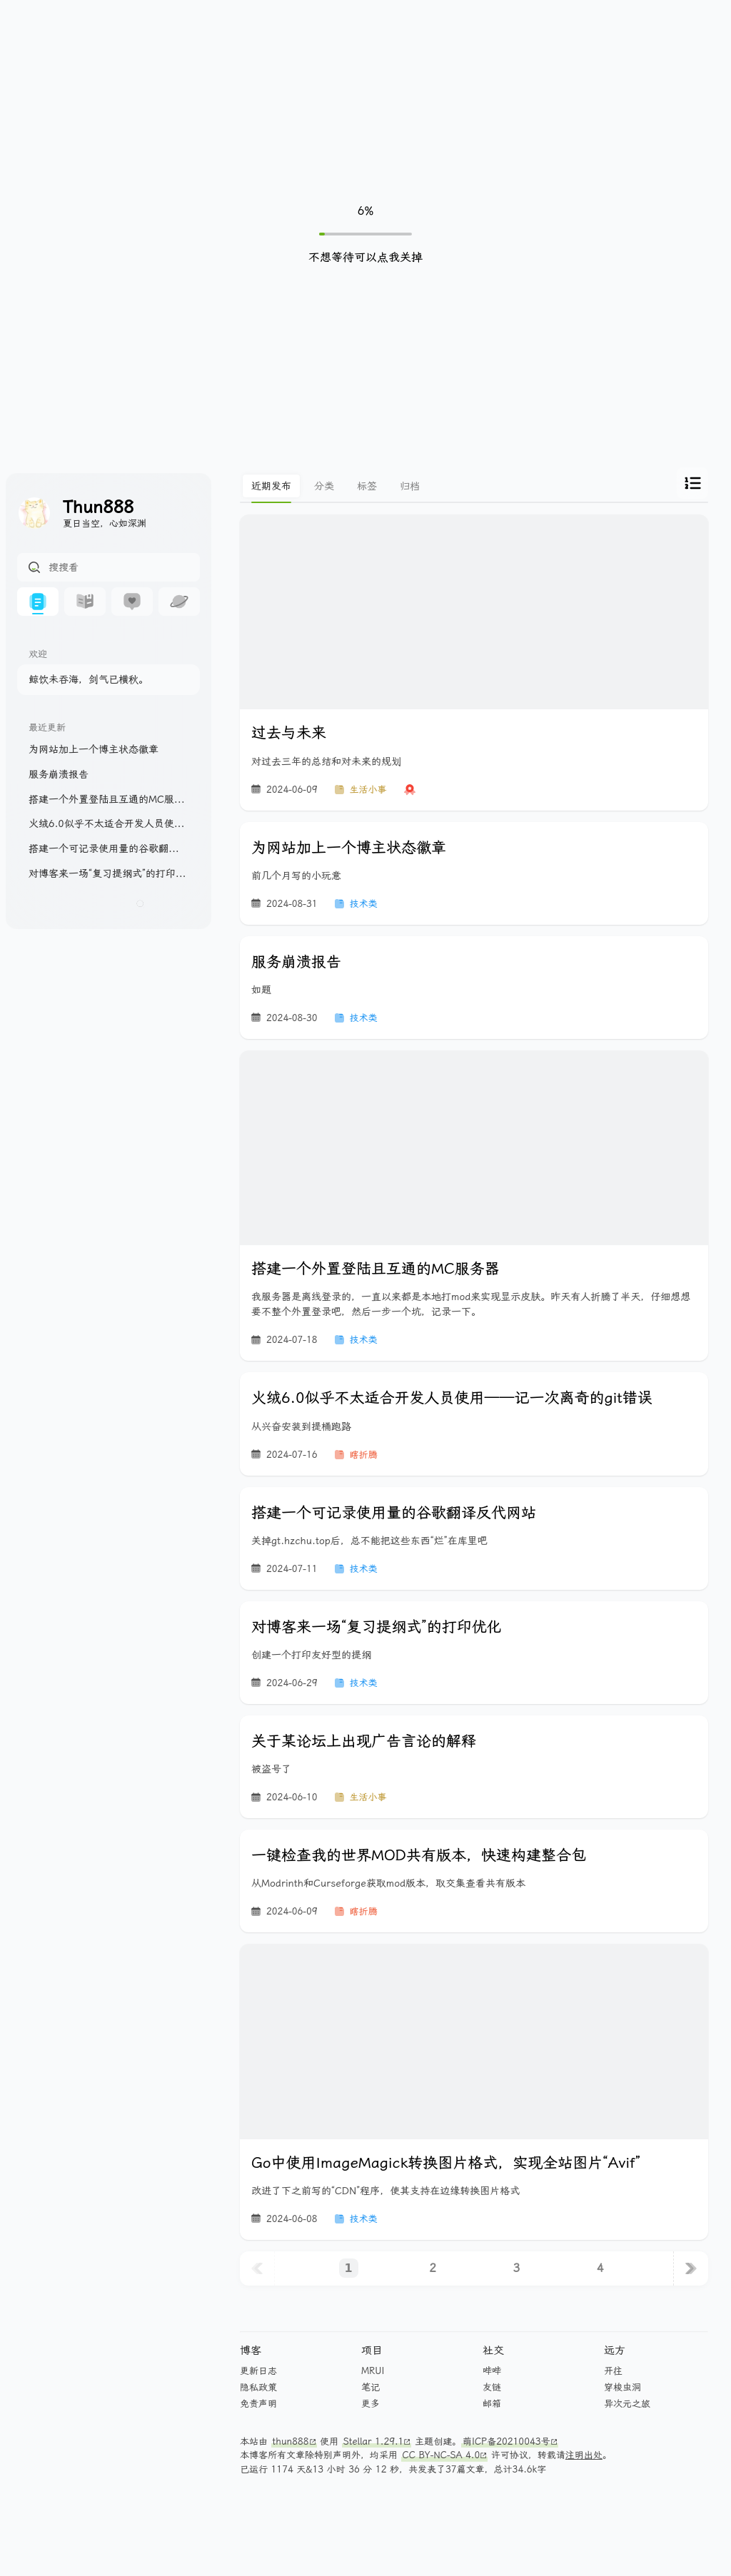 6%
不想等待可以点我关掉
Thun888
夏日当空，心如深渊
搜搜看
欢迎
鲸饮未吞海，剑气已横秋。
最近更新
为网站加上一个博主状态徽章
服务崩溃报告
搭建一个外置登陆且互通的MC服...
火绒6.0似乎不太适合开发人员使...
搭建一个可记录使用量的谷歌翻...
对博客来一场“复习提纲式”的打印...
近期发布 分类 标签 归档
过去与未来
对过去三年的总结和对未来的规划
2024-06-09 生活小事
为网站加上一个博主状态徽章
前几个月写的小玩意
2024-08-31 技术类
服务崩溃报告
如题
2024-08-30 技术类
搭建一个外置登陆且互通的MC服务器
我服务器是离线登录的，一直以来都是本地打mod来实现显示皮肤。昨天有人折腾了半天，仔细想想
要不整个外置登录吧，然后一步一个坑，记录一下。
2024-07-18 技术类
火绒6.0似乎不太适合开发人员使用——记一次离奇的git错误
从兴奋安装到提桶跑路
2024-07-16 瞎折腾
搭建一个可记录使用量的谷歌翻译反代网站
关掉gt.hzchu.top后，总不能把这些东西“烂”在库里吧
2024-07-11 技术类
对博客来一场“复习提纲式”的打印优化
创建一个打印友好型的提纲
2024-06-29 技术类
关于某论坛上出现广告言论的解释
被盗号了
2024-06-10 生活小事
一键检查我的世界MOD共有版本，快速构建整合包
从Modrinth和Curseforge获取mod版本，取交集查看共有版本
2024-06-09 瞎折腾
Go中使用ImageMagick转换图片格式，实现全站图片“Avif”
改进了下之前写的“CDN”程序，使其支持在边缘转换图片格式
2024-06-08 技术类
1 2 3 4
博客 项目 社交 远方
更新日志 MRUI 哔哔 开往
隐私政策 笔记 友链 穿梭虫洞
免责声明 更多 邮箱 异次元之旅
本站由 thun888 使用 Stellar 1.29.1 主题创建。萌ICP备20210043号
本博客所有文章除特别声明外，均采用 CC BY-NC-SA 4.0 许可协议，转载请注明出处。
已运行 1174 天&13 小时 36 分 12 秒，共发表了37篇文章，总计34.6k字